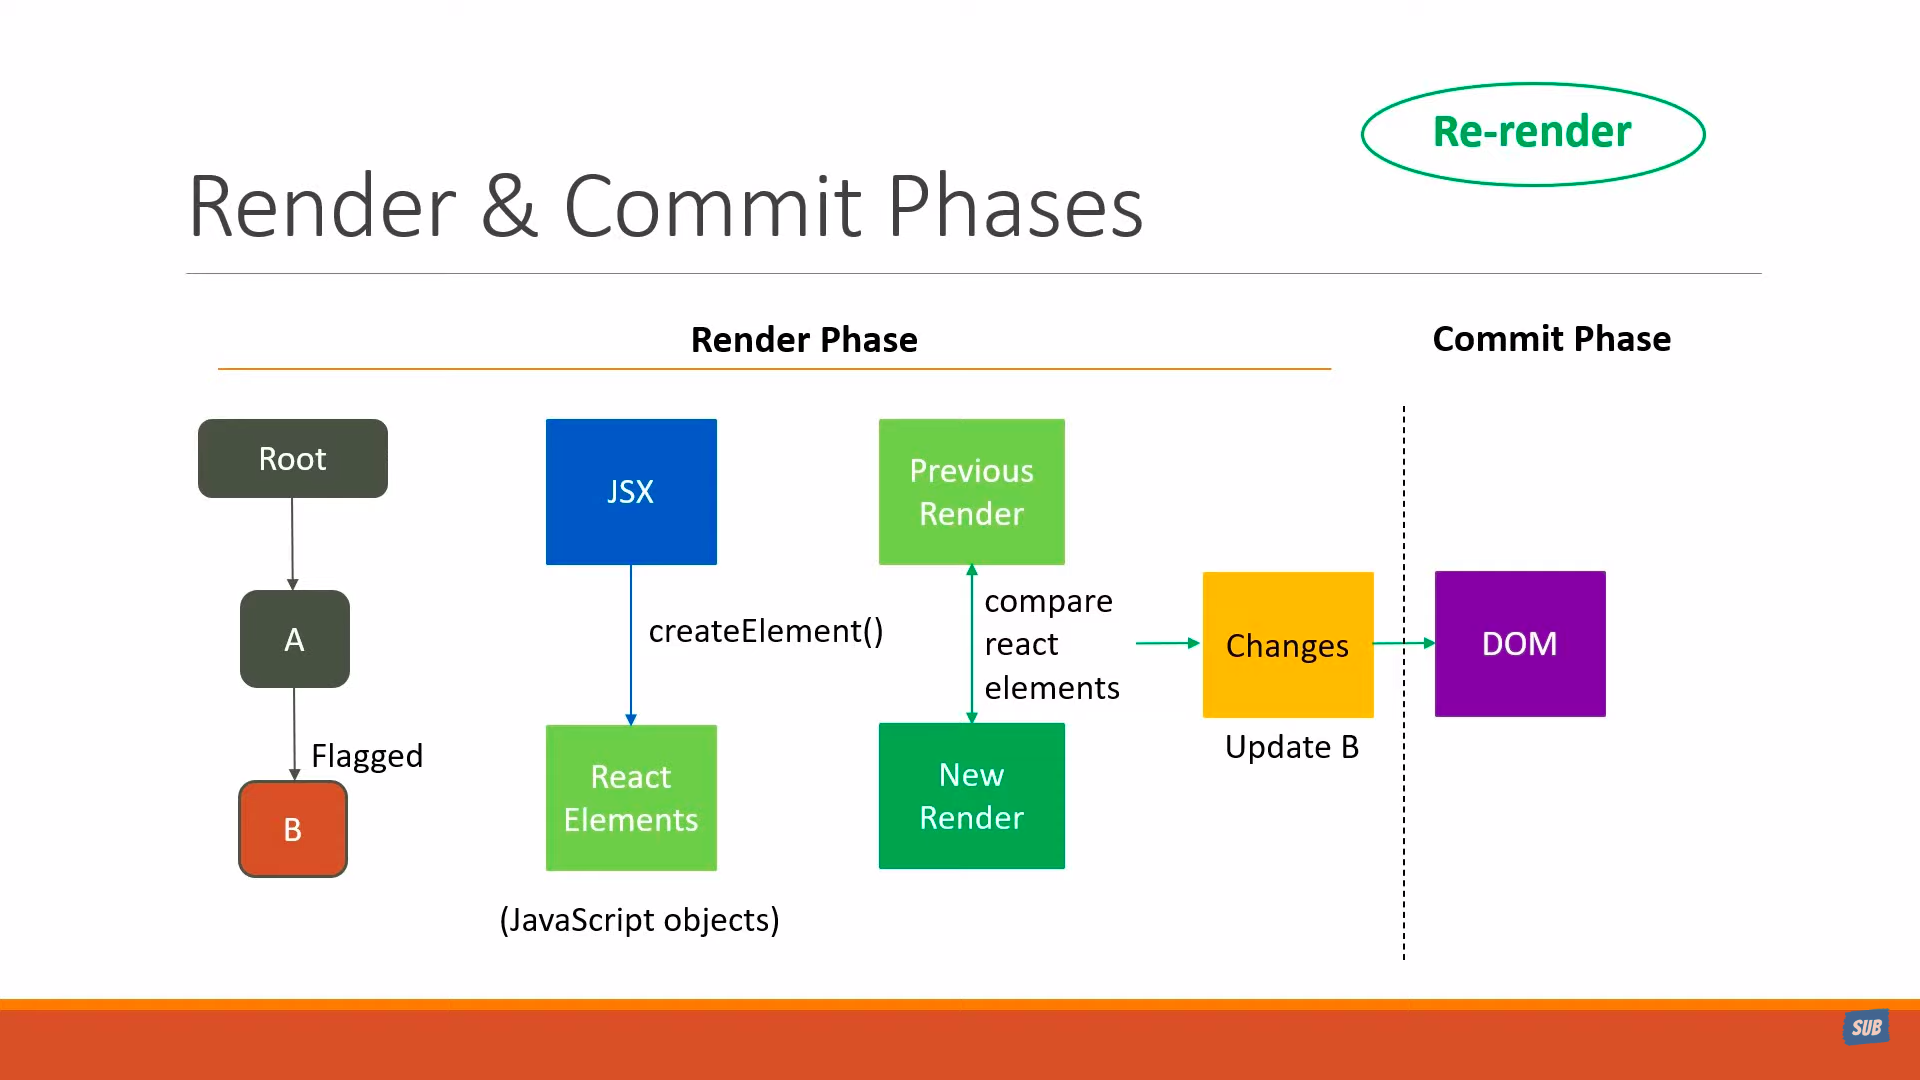 Re-render
Render & Commit Phases
Render Phase
Commit Phase
Root
A
Flagged
B
JSX
createElement()
React
Elements
(JavaScript objects)
Previous
Render
compare
react
elements
New
Render
Changes
Update B
DOM
SUB